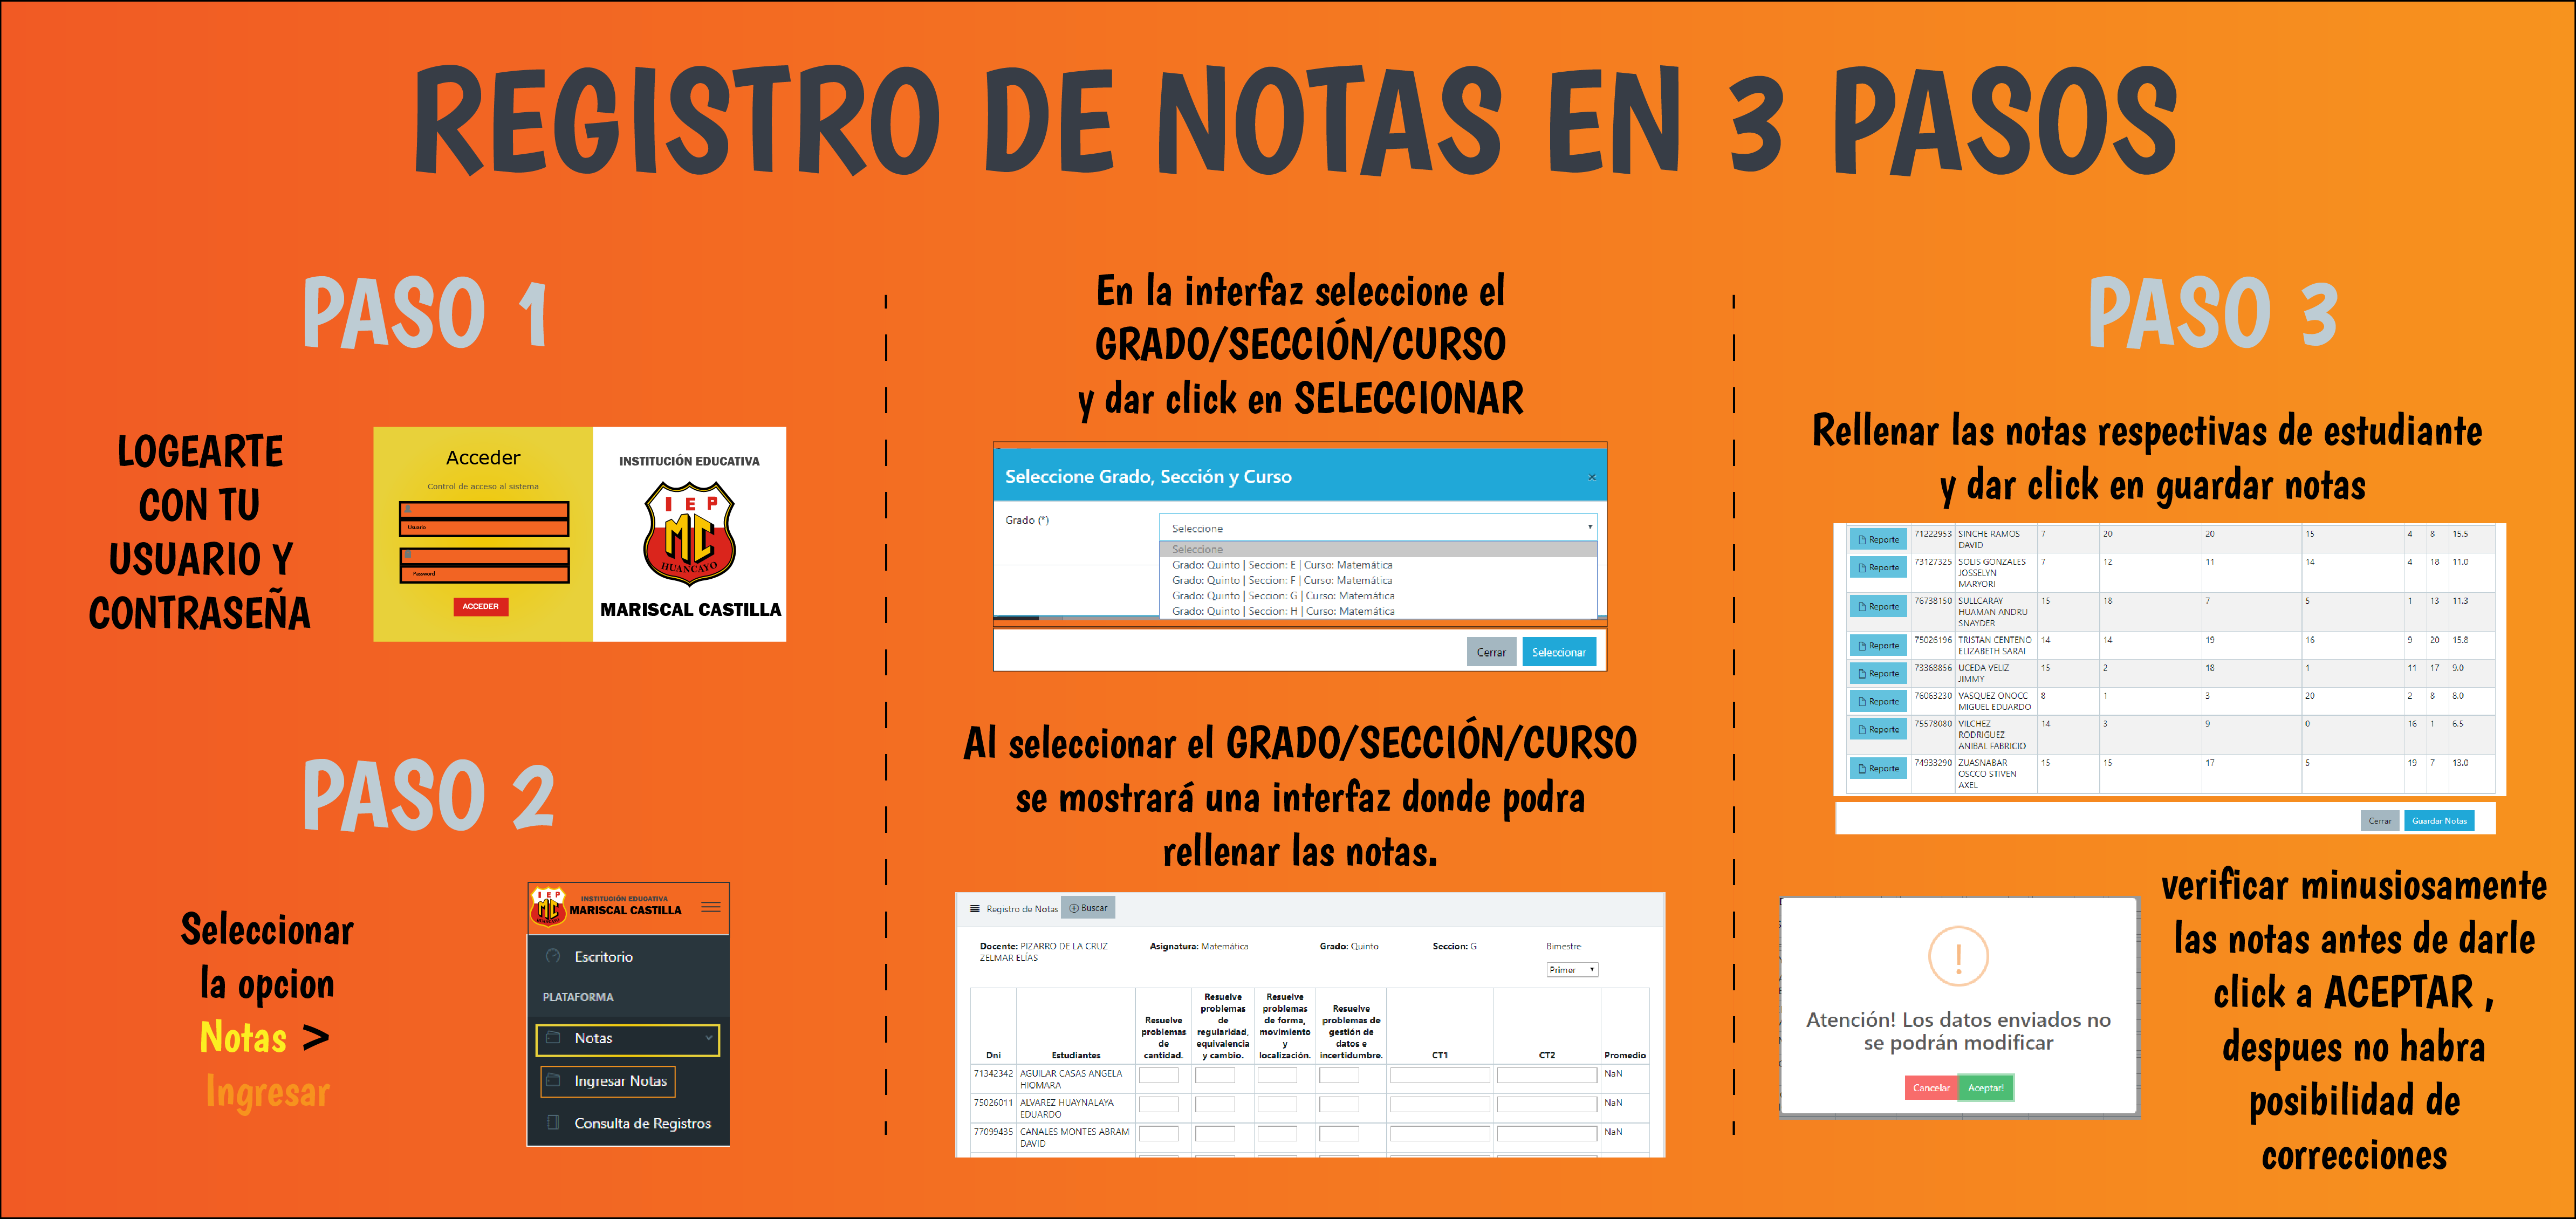 REGISTRO DE NOTAS EN 3 PASOS
PASO 1
LOGEARTE
CON TU
USUARIO Y
CONTRASEÑA
Acceder
Control de acceso al sistema
Usuario
Password
ACCEDER
INSTITUCIÓN EDUCATIVA
I E P
MC
HUANCAYO
MARISCAL CASTILLA
PASO 2
Seleccionar
la opcion
Notas >
Ingresar
I E P
MC
INSTITUCIÓN EDUCATIVA
MARISCAL CASTILLA
Escritorio
PLATAFORMA
Notas
Ingresar Notas
Consulta de Registros
En la interfaz seleccione el
GRADO/SECCIÓN/CURSO
y dar click en SELECCIONAR
Seleccione Grado, Sección y Curso ×
Grado (*)
Seleccione
Seleccione
Grado: Quinto | Seccion: E | Curso: Matemática
Grado: Quinto | Seccion: F | Curso: Matemática
Grado: Quinto | Seccion: G | Curso: Matemática
Grado: Quinto | Seccion: H | Curso: Matemática
Cerrar Seleccionar
Al seleccionar el GRADO/SECCIÓN/CURSO
se mostrará una interfaz donde podra
rellenar las notas.
Registro de Notas Buscar
Docente: PIZARRO DE LA CRUZ
ZELMAR ELÍAS
Asignatura: Matemática
Grado: Quinto
Seccion: G
Bimestre
Primer
Dni
Estudiantes
Resuelve
problemas
de
cantidad.
Resuelve
problemas
de
regularidad,
equivalencia
y cambio.
Resuelve
problemas
de forma,
movimiento
y
localización.
Resuelve
problemas de
gestión de
datos e
incertidumbre.
CT1
CT2
Promedio
71342342 AGUILAR CASAS ANGELA NaN
HIOMARA
75026011 ALVAREZ HUAYNALAYA NaN
EDUARDO
77099435 CANALES MONTES ABRAM NaN
DAVID
PASO 3
Rellenar las notas respectivas de estudiante
y dar click en guardar notas
Reporte 71222953 SINCHE RAMOS 7 20 20 15 4 8 15.5
DAVID
Reporte 73127325 SOLIS GONZALES 7 12 11 14 4 18 11.0
JOSSELYN
MARYORI
Reporte 76738150 SULLCARAY 15 18 7 5 1 13 11.3
HUAMAN ANDRU
SNAYDER
Reporte 75026196 TRISTAN CENTENO 14 14 19 16 9 20 15.8
ELIZABETH SARAI
Reporte 73368856 UCEDA VELIZ 15 2 18 1 11 17 9.0
JIMMY
Reporte 76063230 VASQUEZ ONOCC 8 1 3 20 2 8 8.0
MIGUEL EDUARDO
Reporte 75578080 VILCHEZ 14 3 9 0 16 1 6.5
RODRIGUEZ
ANIBAL FABRICIO
Reporte 74933290 ZUASNABAR 15 15 17 5 19 7 13.0
OSCCO STIVEN
AXEL
Cerrar Guardar Notas
!
Atención! Los datos enviados no
se podrán modificar
Cancelar Aceptar!
verificar minusiosamente
las notas antes de darle
click a ACEPTAR ,
despues no habra
posibilidad de
correcciones